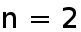 n = 2